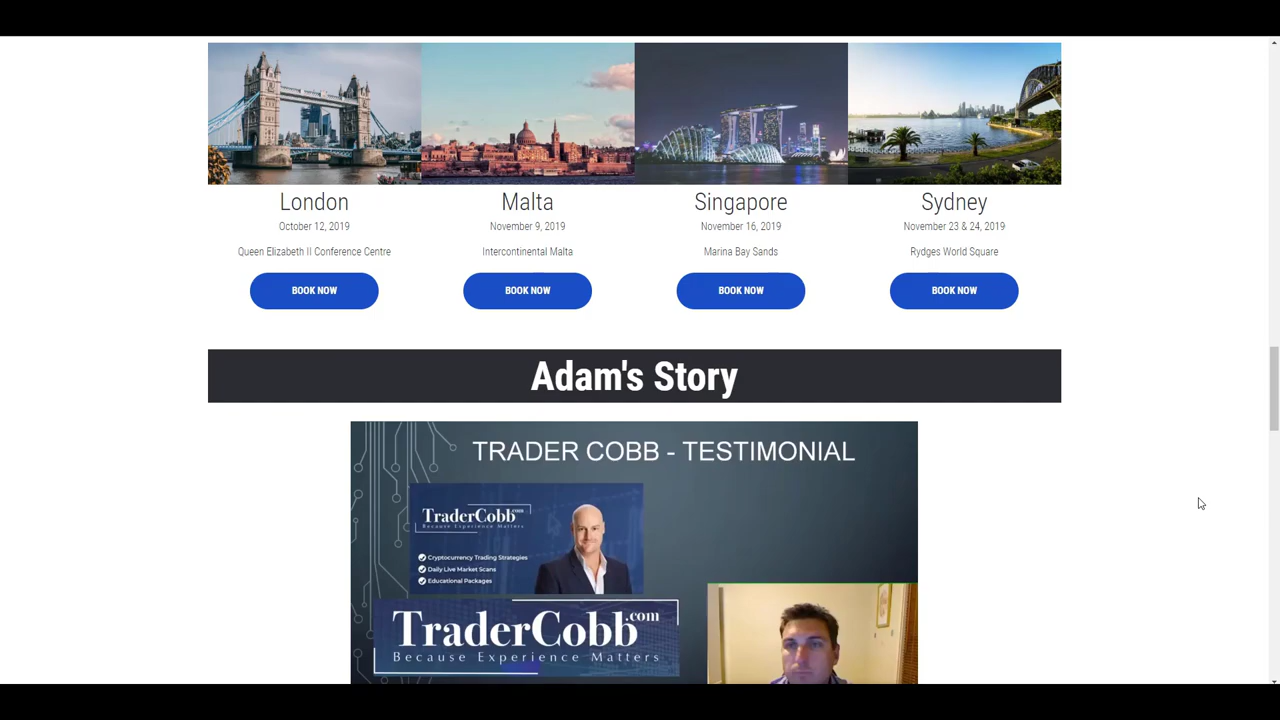 London
October 12, 2019
Queen Elizabeth II Conference Centre
BOOK NOW
Malta
November 9, 2019
Intercontinental Malta
BOOK NOW
Singapore
November 16, 2019
Marina Bay Sands
BOOK NOW
Sydney
November 23 & 24, 2019
Rydges World Square
BOOK NOW
Adam's Story
TRADER COBB - TESTIMONIAL
TraderCobb.com
Because Experience Matters
Cryptocurrency Trading Strategies
Daily Live Market Scans
Educational Packages
TraderCobb.com
Because Experience Matters